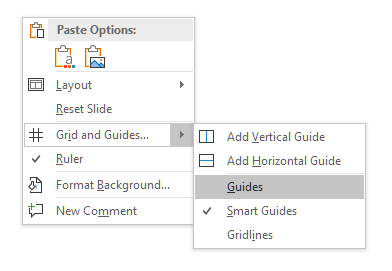 Paste Options:
Layout
Reset Slide
Grid and Guides...
Ruler
Format Background...
New Comment
Add Vertical Guide
Add Horizontal Guide
Guides
Smart Guides
Gridlines